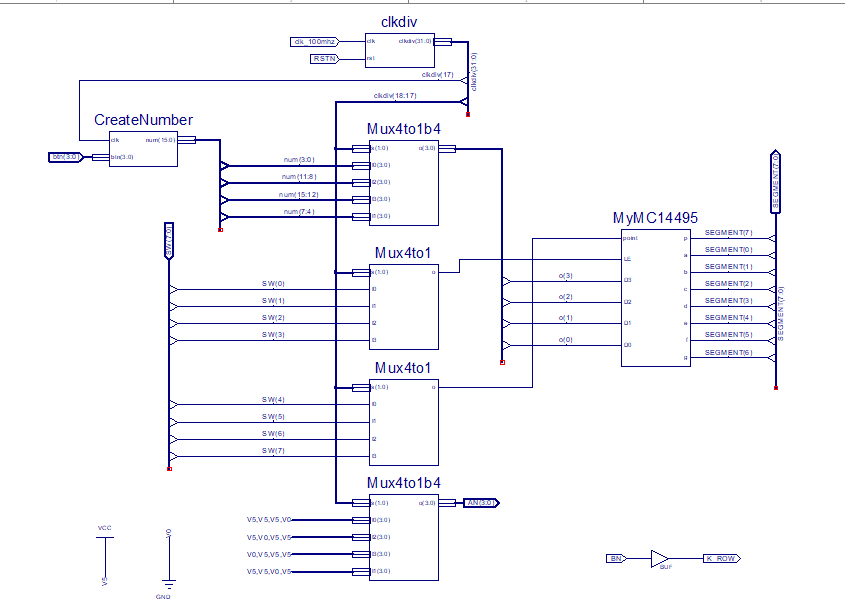 clkdiv
clk_100mhz
clk
clkdiv(31:0)
RSTN
rst
clkdiv(31:0)
clkdiv(17)
clkdiv(18:17)
CreateNumber
clk
num(15:0)
btn(3:0)
btn(3:0)
Mux4to1b4
s(1:0)
o(3:0)
num(3:0)
I0(3:0)
num(11:8)
I2(3:0)
num(15:12)
I3(3:0)
num(7:4)
I1(3:0)
SW(7:0)
Mux4to1
s(1:0)
o
SW(0)
I0
SW(1)
I1
SW(2)
I2
SW(3)
I3
MyMC14495
SEGMENT(7:0)
point
p
SEGMENT(7)
LE
a
SEGMENT(0)
b
SEGMENT(1)
o(3)
D3
c
SEGMENT(2)
o(2)
D2
d
SEGMENT(3)
o(1)
D1
e
SEGMENT(4)
f
SEGMENT(5)
o(0)
D0
g
SEGMENT(6)
SEGMENT(7:0)
Mux4to1
s(1:0)
o
SW(4)
I0
SW(5)
I1
SW(6)
I2
SW(7)
I3
Mux4to1b4
s(1:0)
o(3:0)
AN(3:0)
V5,V5,V5,V0
I0(3:0)
V5,V0,V5,V5
I2(3:0)
V0,V5,V5,V5
I3(3:0)
V5,V5,V0,V5
I1(3:0)
VCC
V5
V0
GND
BN
BUF
K_ROW